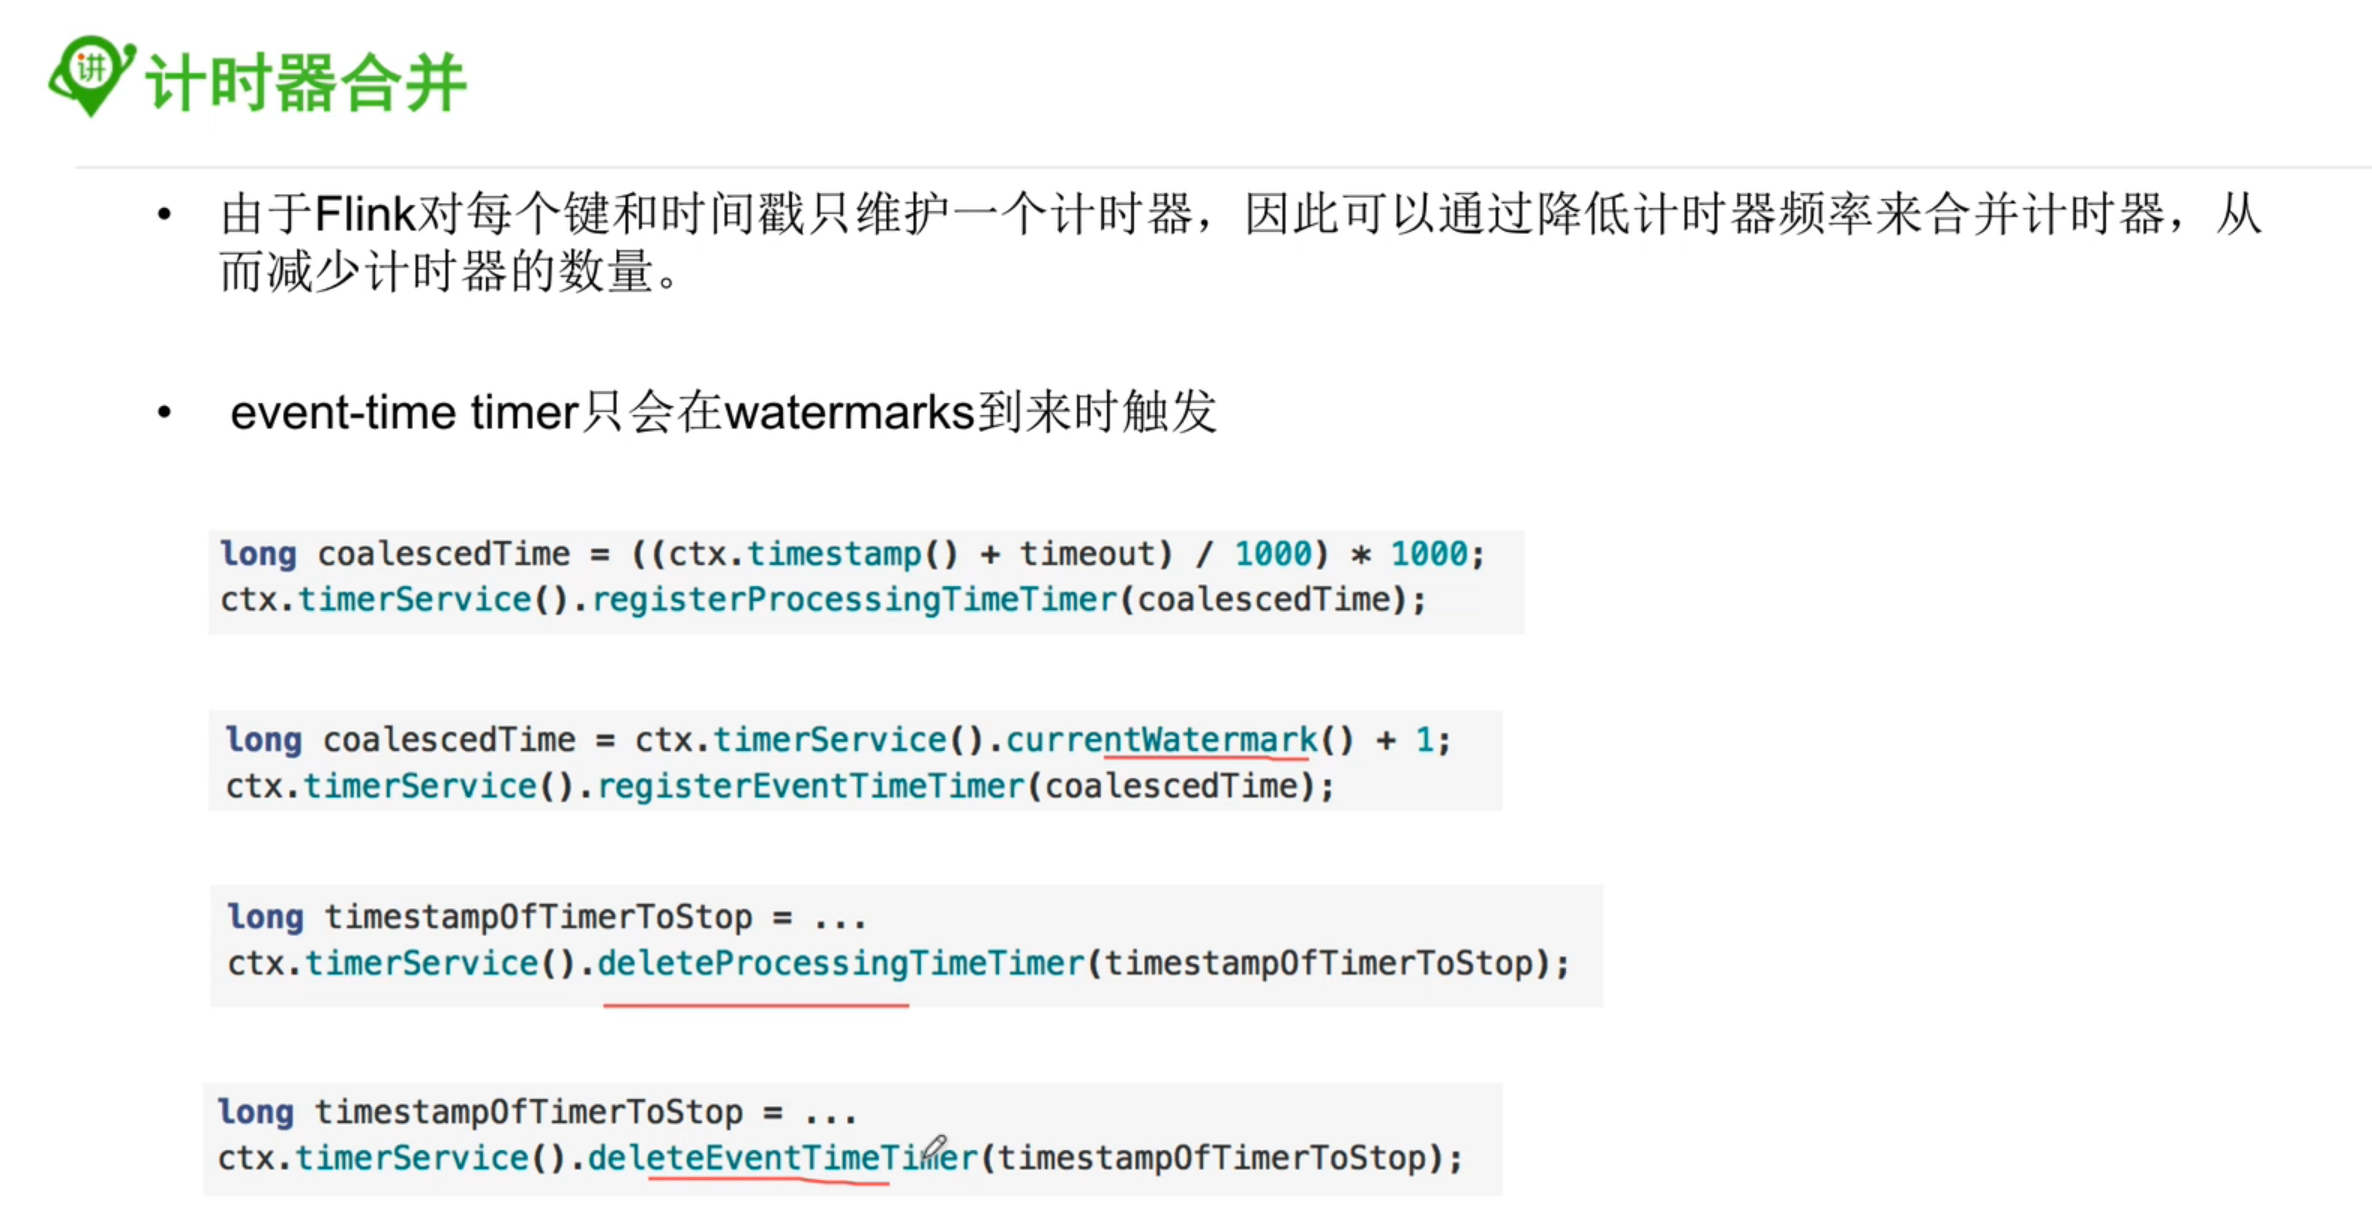 讲
计时器合并
• 由于Flink对每个键和时间戳只维护一个计时器，因此可以通过降低计时器频率来合并计时器，从
而减少计时器的数量。
• event-time timer只会在watermarks到来时触发
long coalescedTime = ((ctx.timestamp() + timeout) / 1000) * 1000;
ctx.timerService().registerProcessingTimeTimer(coalescedTime);
long coalescedTime = ctx.timerService().currentWatermark() + 1;
ctx.timerService().registerEventTimeTimer(coalescedTime);
long timestampOfTimerToStop = ...
ctx.timerService().deleteProcessingTimeTimer(timestampOfTimerToStop);
long timestampOfTimerToStop = ...
ctx.timerService().deleteEventTimeTimer(timestampOfTimerToStop);